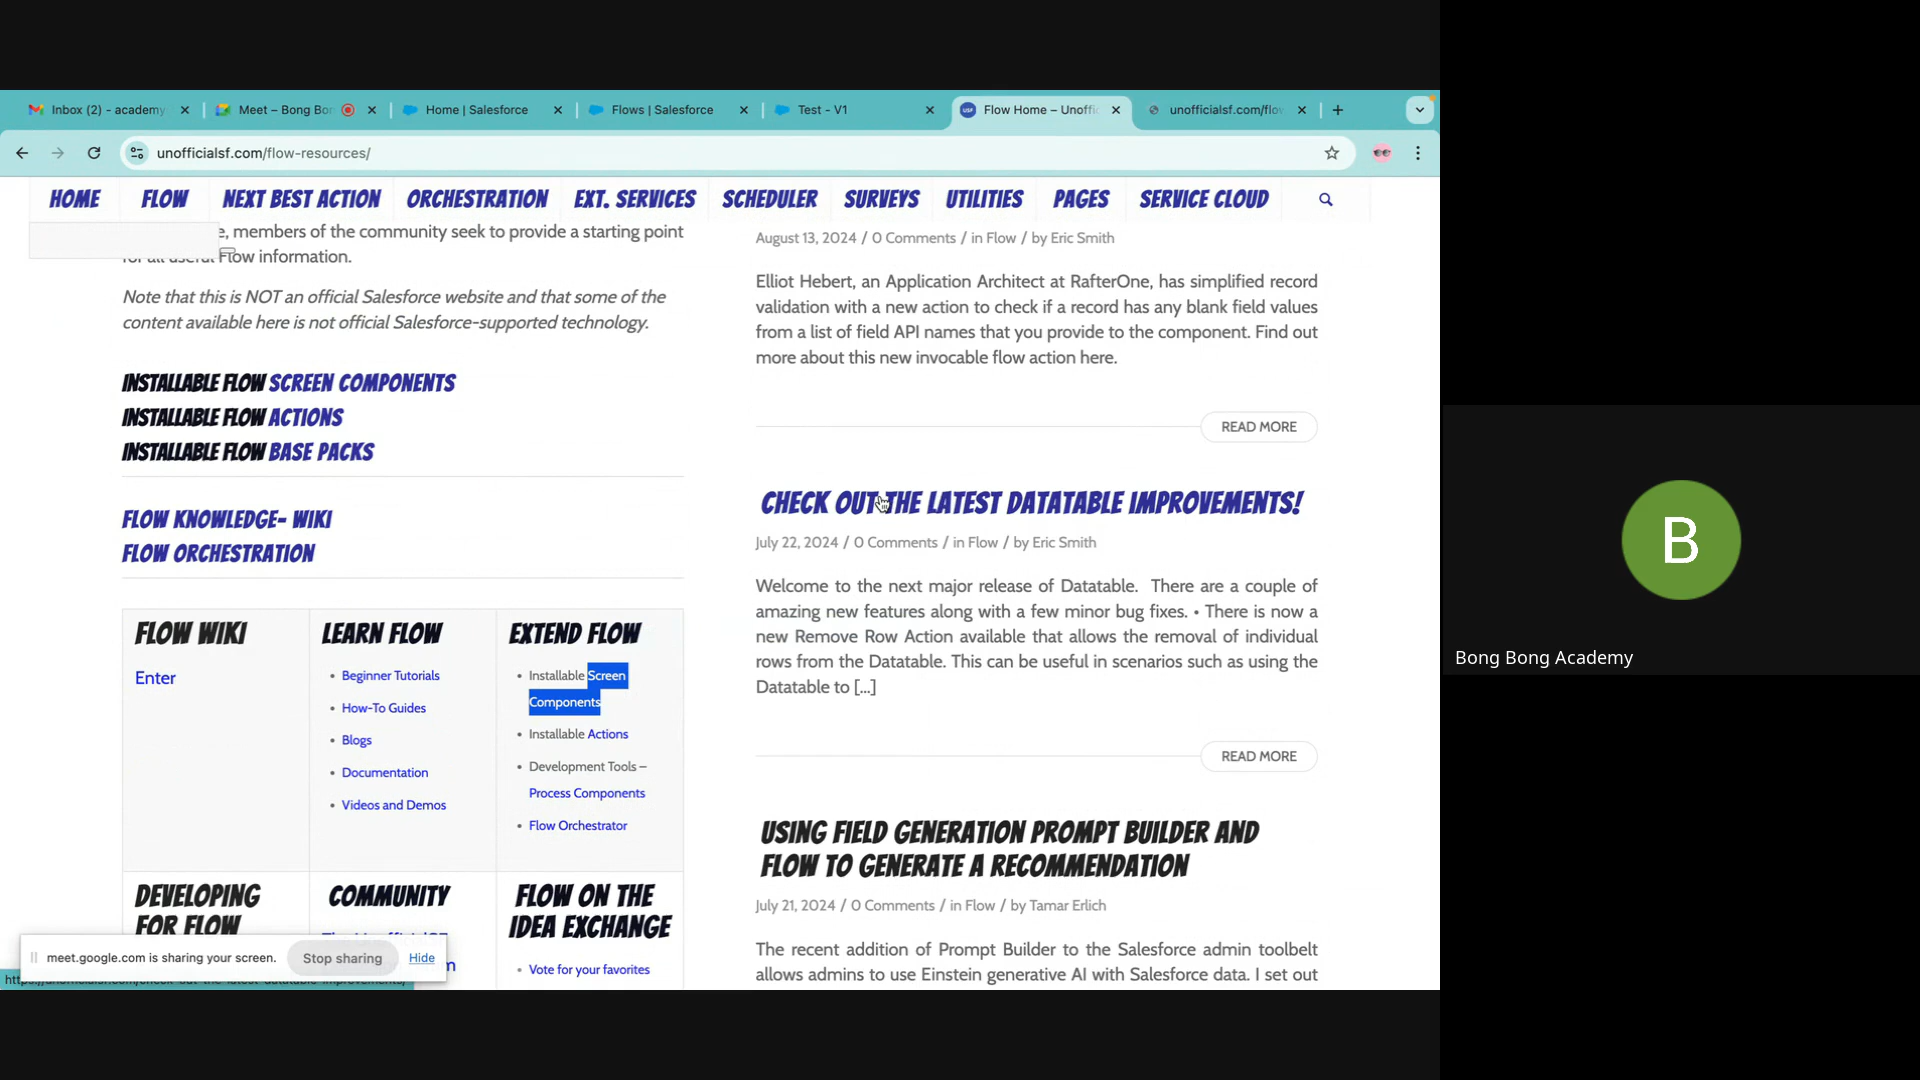 Inbox (2) - academy
Meet – Bong Bon
Home | Salesforce
Flows | Salesforce
Test - V1
Flow Home – Unoffic
unofficialsf.com/flow
unofficialsf.com/flow-resources/
HOME
FLOW
NEXT BEST ACTION
ORCHESTRATION
EXT. SERVICES
SCHEDULER
SURVEYS
UTILITIES
PAGES
SERVICE CLOUD
e, members of the community seek to provide a starting point
for all useful Flow information.
Note that this is NOT an official Salesforce website and that some of the
content available here is not official Salesforce-supported technology.
INSTALLABLE FLOW SCREEN COMPONENTS
INSTALLABLE FLOW ACTIONS
INSTALLABLE FLOW BASE PACKS
FLOW KNOWLEDGE- WIKI
FLOW ORCHESTRATION
FLOW WIKI
Enter
LEARN FLOW
• Beginner Tutorials
• How-To Guides
• Blogs
• Documentation
• Videos and Demos
EXTEND FLOW
• Installable Screen
Components
• Installable Actions
• Development Tools –
Process Components
• Flow Orchestrator
DEVELOPING
FOR FLOW
COMMUNITY
FLOW ON THE
IDEA EXCHANGE
• Vote for your favorites
August 13, 2024 / 0 Comments / in Flow / by Eric Smith
Elliot Hebert, an Application Architect at RafterOne, has simplified record
validation with a new action to check if a record has any blank field values
from a list of field API names that you provide to the component. Find out
more about this new invocable flow action here.
READ MORE
CHECK OUT THE LATEST DATATABLE IMPROVEMENTS!
July 22, 2024 / 0 Comments / in Flow / by Eric Smith
Welcome to the next major release of Datatable. There are a couple of
amazing new features along with a few minor bug fixes. • There is now a
new Remove Row Action available that allows the removal of individual
rows from the Datatable. This can be useful in scenarios such as using the
Datatable to [...]
READ MORE
USING FIELD GENERATION PROMPT BUILDER AND
FLOW TO GENERATE A RECOMMENDATION
July 21, 2024 / 0 Comments / in Flow / by Tamar Erlich
The recent addition of Prompt Builder to the Salesforce admin toolbelt
allows admins to use Einstein generative AI with Salesforce data. I set out
meet.google.com is sharing your screen.
Stop sharing
Hide
B
Bong Bong Academy